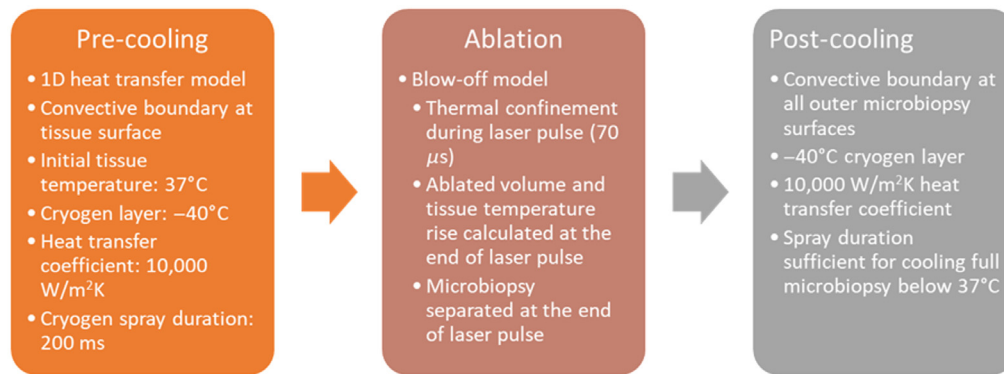 Pre-cooling
• 1D heat transfer model
• Convective boundary at
tissue surface
• Initial tissue
temperature: 37°C
• Cryogen layer: −40°C
• Heat transfer
coefficient: 10,000
W/m²K
• Cryogen spray duration:
200 ms
Ablation
• Blow-off model
• Thermal confinement
during laser pulse (70
μs)
• Ablated volume and
tissue temperature
rise calculated at the
end of laser pulse
• Microbiopsy
separated at the end
of laser pulse
Post-cooling
• Convective boundary at
all outer microbiopsy
surfaces
• −40°C cryogen layer
• 10,000 W/m²K heat
transfer coefficient
• Spray duration
sufficient for cooling full
microbiopsy below 37°C